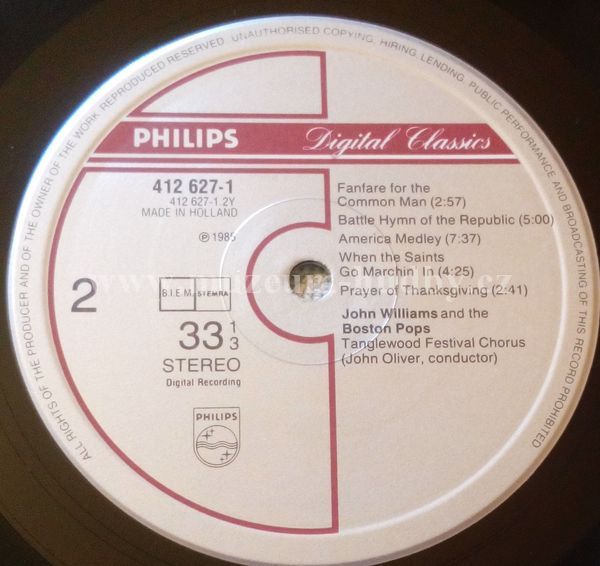 ALL RIGHTS OF THE PRODUCER AND OF THE OWNER OF THE WORK REPRODUCED RESERVED. UNAUTHORISED COPYING, HIRING, LENDING, PUBLIC PERFORMANCE AND BROADCASTING OF THIS RECORD PROHIBITED
PHILIPS Digital Classics
412 627-1
412 627-1.2Y
MADE IN HOLLAND
℗ 1985
2
B.I.E.M. STEMRA
33 1/3
STEREO
Digital Recording
PHILIPS
Fanfare for the
Common Man (2:57)
Battle Hymn of the Republic (5:00)
America Medley (7:37)
When the Saints
Go Marchin' In (4:25)
Prayer of Thanksgiving (2:41)
John Williams and the
Boston Pops
Tanglewood Festival Chorus
(John Oliver, conductor)